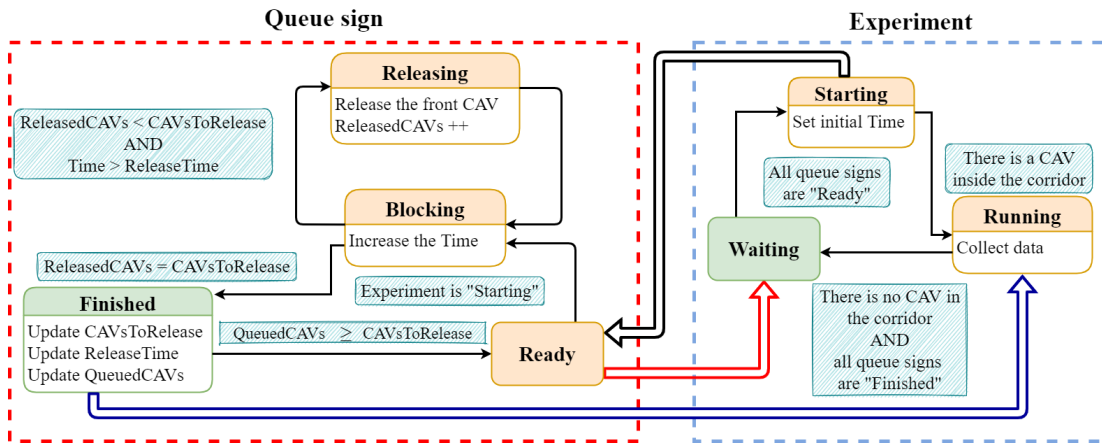 Queue sign
Experiment
Releasing
Release the front CAV
ReleasedCAVs ++
ReleasedCAVs < CAVsToRelease
AND
Time > ReleaseTime
Blocking
Increase the Time
ReleasedCAVs = CAVsToRelease
Experiment is "Starting"
Finished
Update CAVsToRelease
Update ReleaseTime
Update QueuedCAVs
QueuedCAVs ≥ CAVsToRelease
Ready
Starting
Set initial Time
All queue signs
are "Ready"
There is a CAV
inside the corridor
Running
Collect data
Waiting
There is no CAV in
the corridor
AND
all queue signs
are "Finished"